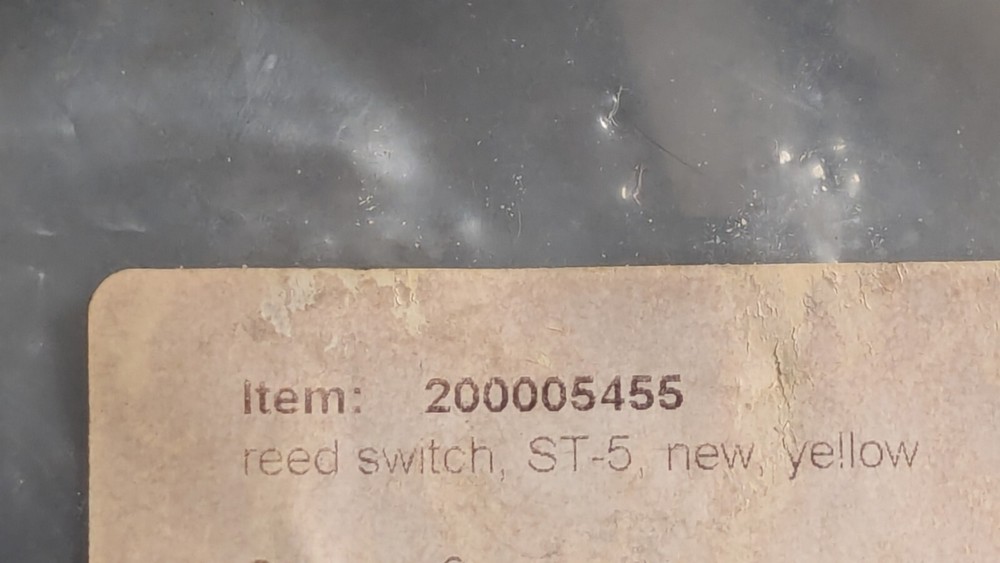 Item: 200005455
reed switch, ST-5, new, yellow